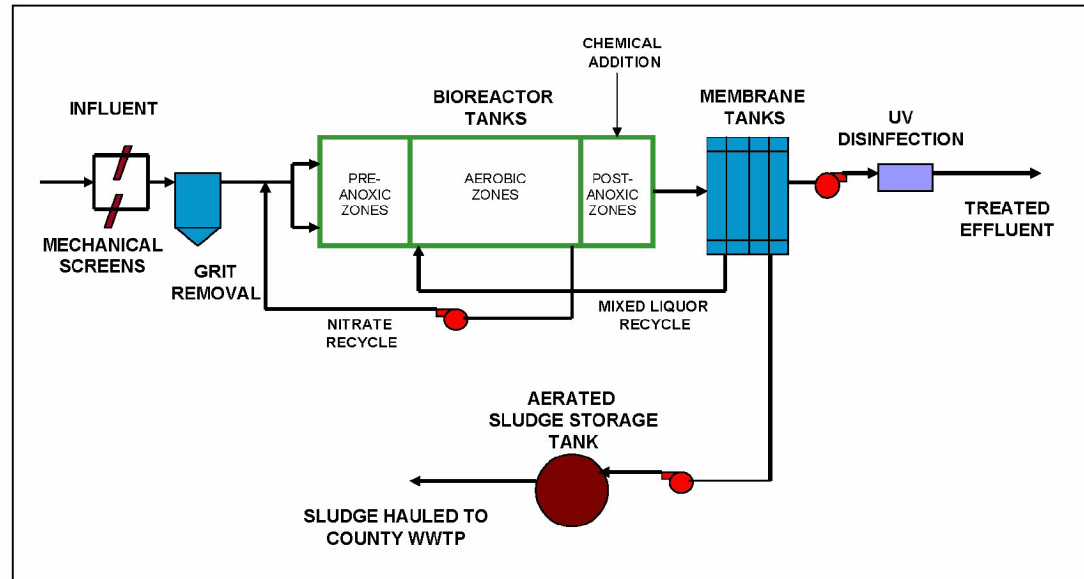 CHEMICAL
ADDITION
INFLUENT
BIOREACTOR
TANKS
MEMBRANE
TANKS
UV
DISINFECTION
PRE-
ANOXIC
ZONES
AEROBIC
ZONES
POST-
ANOXIC
ZONES
MECHANICAL
SCREENS
GRIT
REMOVAL
TREATED
EFFLUENT
NITRATE
RECYCLE
MIXED LIQUOR
RECYCLE
AERATED
SLUDGE STORAGE
TANK
SLUDGE HAULED TO
COUNTY WWTP